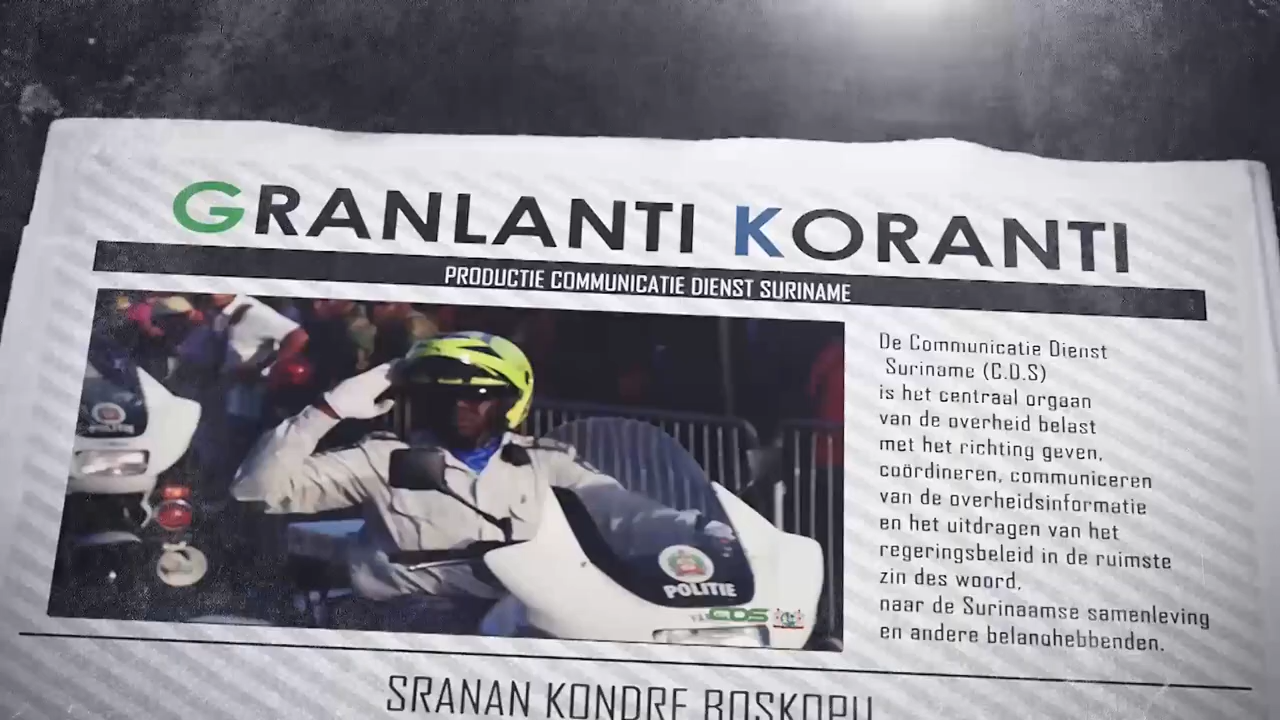 GRANLANTI KORANTI
PRODUCTIE COMMUNICATIE DIENST SURINAME
De Communicatie Dienst
Suriname (C.D.S)
is het centraal orgaan
van de overheid belast
met het richting geven,
coördineren, communiceren
van de overheidsinformatie
en het uitdragen van het
regeringsbeleid in de ruimste
zin des woord,
naar de Surinaamse samenleving
en andere belanghebbenden.
POLITIE
POLITIE
CDS
SRANAN KONDRE BOSKOPU